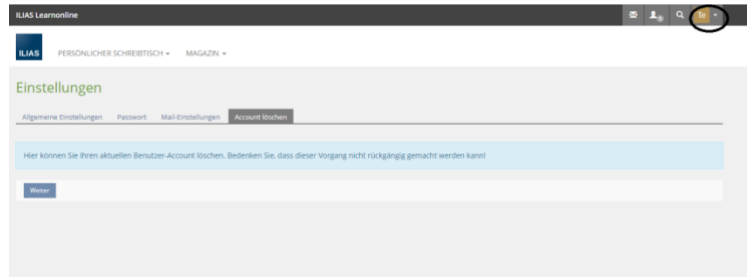 ILIAS Learnonline
Te
ILIAS
PERSÖNLICHER SCHREIBTISCH
MAGAZIN
Einstellungen
Allgemeine Einstellungen
Passwort
Mail-Einstellungen
Account löschen
Hier können Sie Ihren aktuellen Benutzer-Account löschen. Bedenken Sie, dass dieser Vorgang nicht rückgängig gemacht werden kann!
Weiter